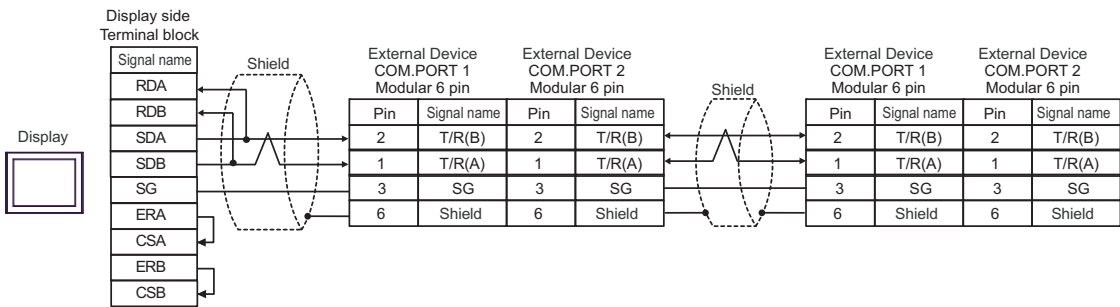 Display
Display side
Terminal block
Signal name
RDA
RDB
SDA
SDB
SG
ERA
CSA
ERB
CSB
Shield
External Device
COM.PORT 1
Modular 6 pin
External Device
COM.PORT 2
Modular 6 pin
Pin Signal name Pin Signal name
2 T/R(B) 2 T/R(B)
1 T/R(A) 1 T/R(A)
3 SG 3 SG
6 Shield 6 Shield
Shield
External Device
COM.PORT 1
Modular 6 pin
External Device
COM.PORT 2
Modular 6 pin
Pin Signal name Pin Signal name
2 T/R(B) 2 T/R(B)
1 T/R(A) 1 T/R(A)
3 SG 3 SG
6 Shield 6 Shield